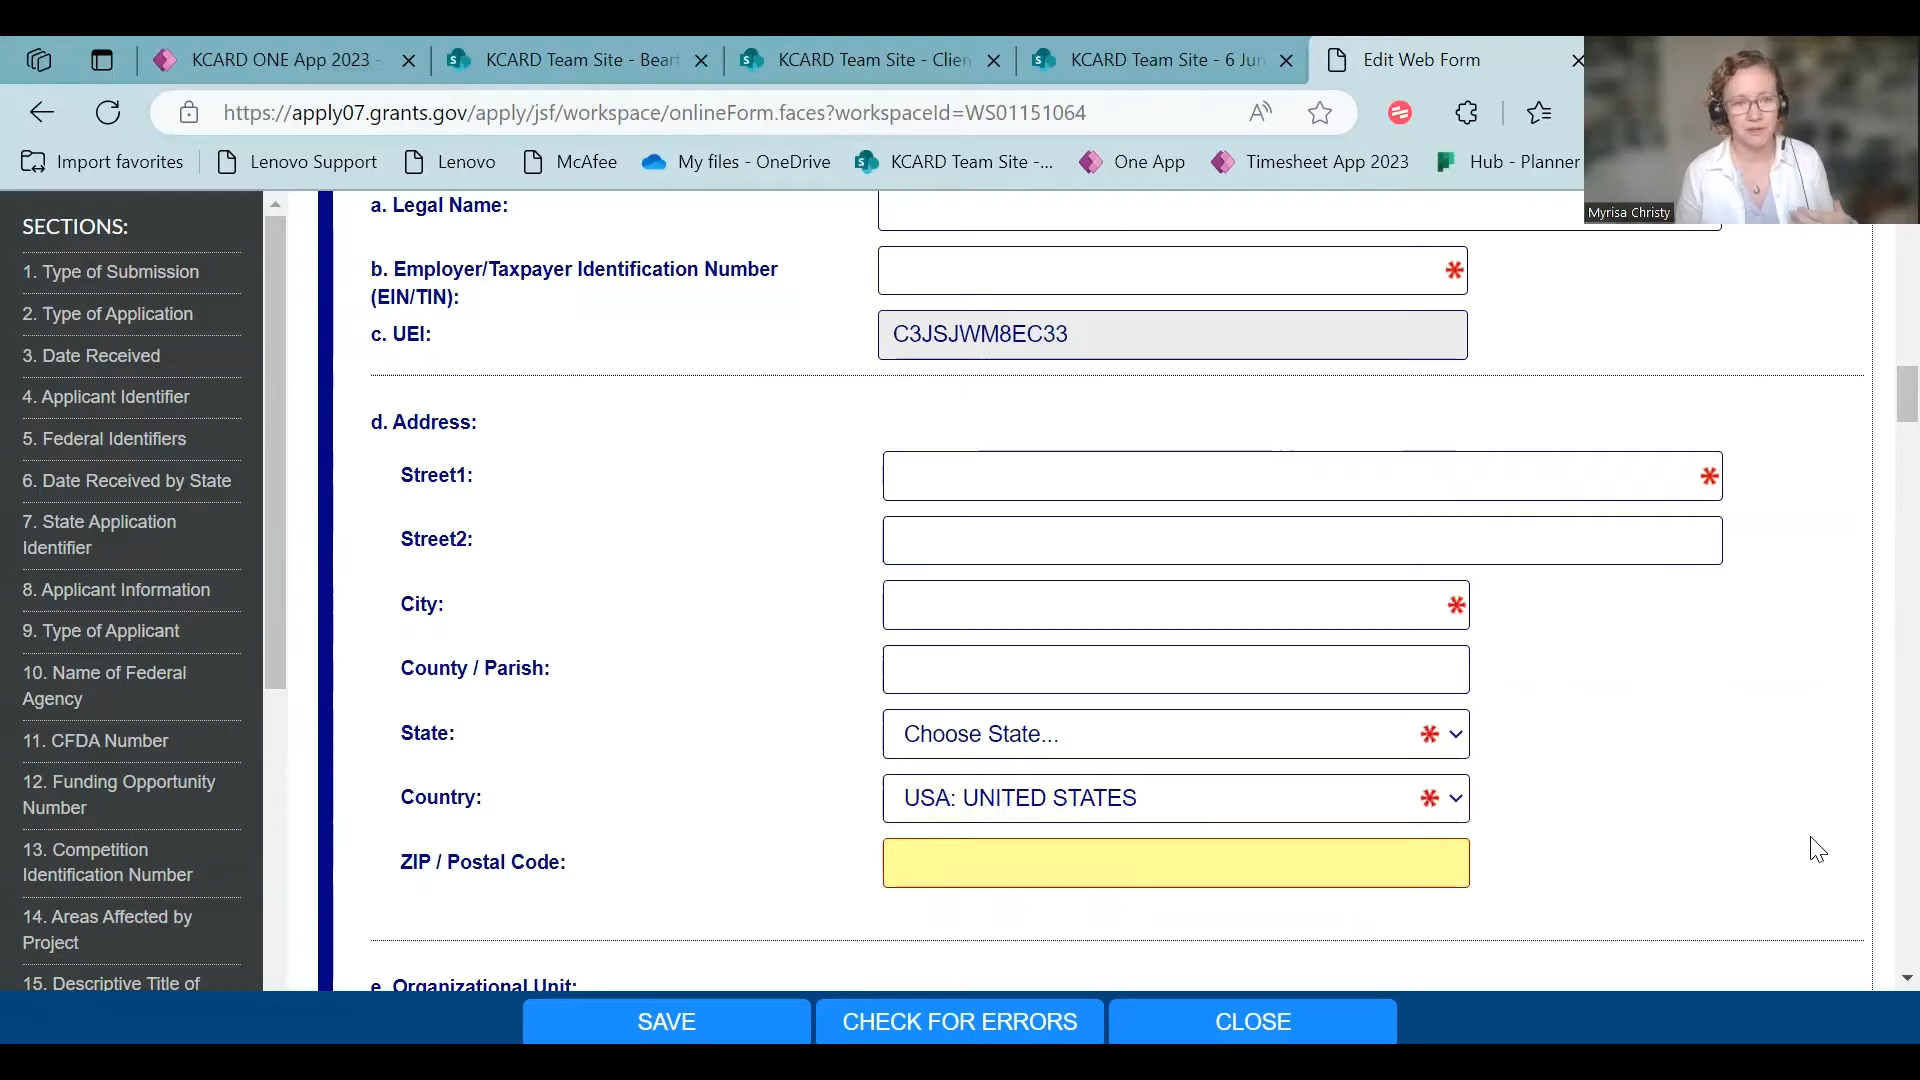 KCARD ONE App 2023 -
KCARD Team Site - Bear
KCARD Team Site - Clien
KCARD Team Site - 6 Jun
Edit Web Form
https://apply07.grants.gov/apply/jsf/workspace/onlineForm.faces?workspaceId=WS01151064
Import favorites
Lenovo Support
Lenovo
McAfee
My files - OneDrive
KCARD Team Site -...
One App
Timesheet App 2023
Hub - Planner
Myrisa Christy
SECTIONS:
1. Type of Submission
2. Type of Application
3. Date Received
4. Applicant Identifier
5. Federal Identifiers
6. Date Received by State
7. State Application
Identifier
8. Applicant Information
9. Type of Applicant
10. Name of Federal
Agency
11. CFDA Number
12. Funding Opportunity
Number
13. Competition
Identification Number
14. Areas Affected by
Project
15. Descriptive Title of
a. Legal Name:
b. Employer/Taxpayer Identification Number
(EIN/TIN):
*
c. UEI:
C3JSJWM8EC33
d. Address:
Street1:
*
Street2:
City:
*
County / Parish:
State:
Choose State... *
Country:
USA: UNITED STATES *
ZIP / Postal Code:
e. Organizational Unit:
SAVE
CHECK FOR ERRORS
CLOSE